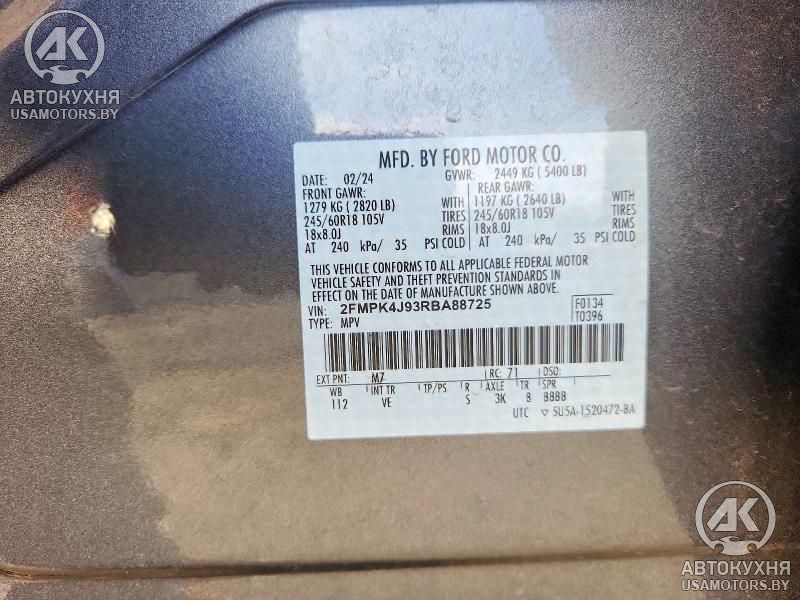 АК
АВТОКУХНЯ
USAMOTORS.BY
MFD. BY FORD MOTOR CO.
DATE: 02/24 GVWR: 2449 KG ( 5400 LB)
FRONT GAWR: REAR GAWR:
1279 KG ( 2820 LB) WITH 1197 KG ( 2640 LB) WITH
245/60R18 105V TIRES 245/60R18 105V TIRES
18x8.0J RIMS 18x8.0J RIMS
AT 240 kPa/ 35 PSI COLD AT 240 kPa/ 35 PSI COLD
THIS VEHICLE CONFORMS TO ALL APPLICABLE FEDERAL MOTOR
VEHICLE SAFETY AND THEFT PREVENTION STANDARDS IN
EFFECT ON THE DATE OF MANUFACTURE SHOWN ABOVE.
VIN: 2FMPK4J93RBA88725 F0134
TYPE: MPV T0396
EXT PNT: M7 RC: 71 DSO:
WB INT TR TP/PS R AXLE TR SPR
112 VE S 3K 8 BBBB
UTC ▽ 5U5A-1520472-BA
АК
АВТОКУХНЯ
USAMOTORS.BY